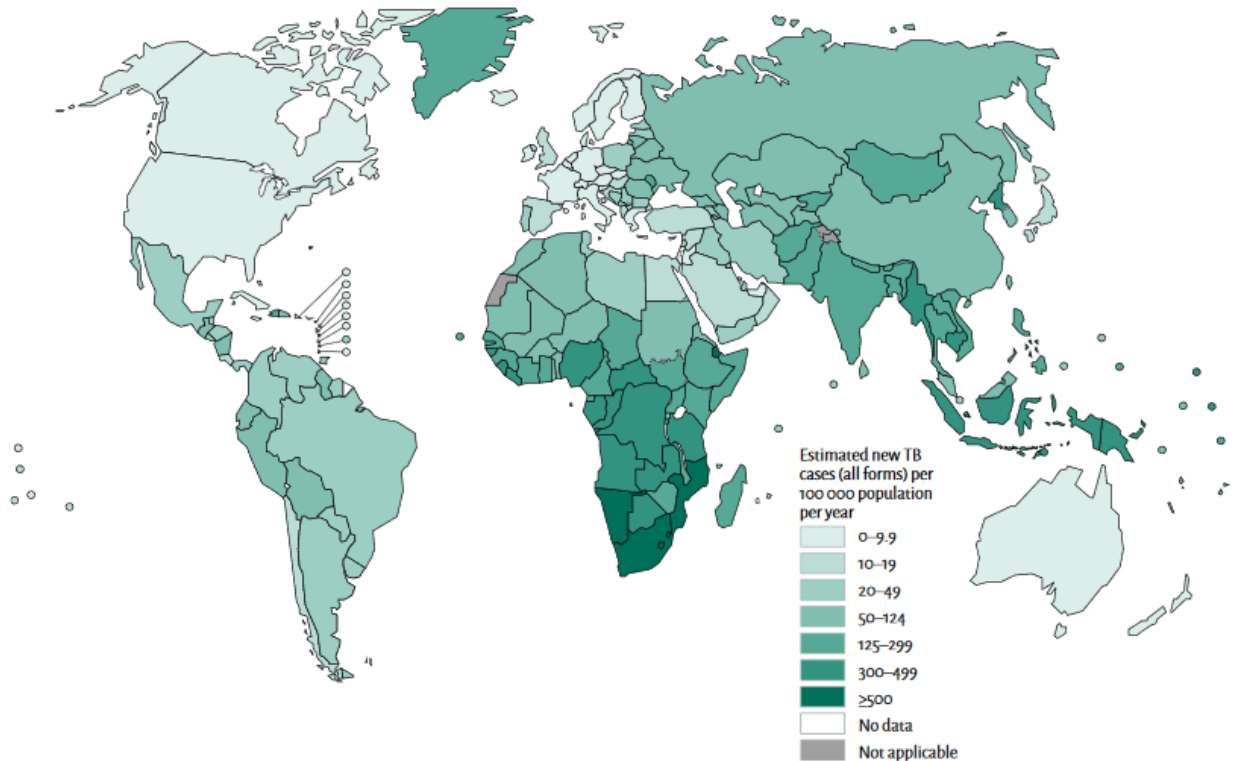 Estimated new TB
cases (all forms) per
100 000 population
per year
0–9.9
10–19
20–49
50–124
125–299
300–499
≥500
No data
Not applicable